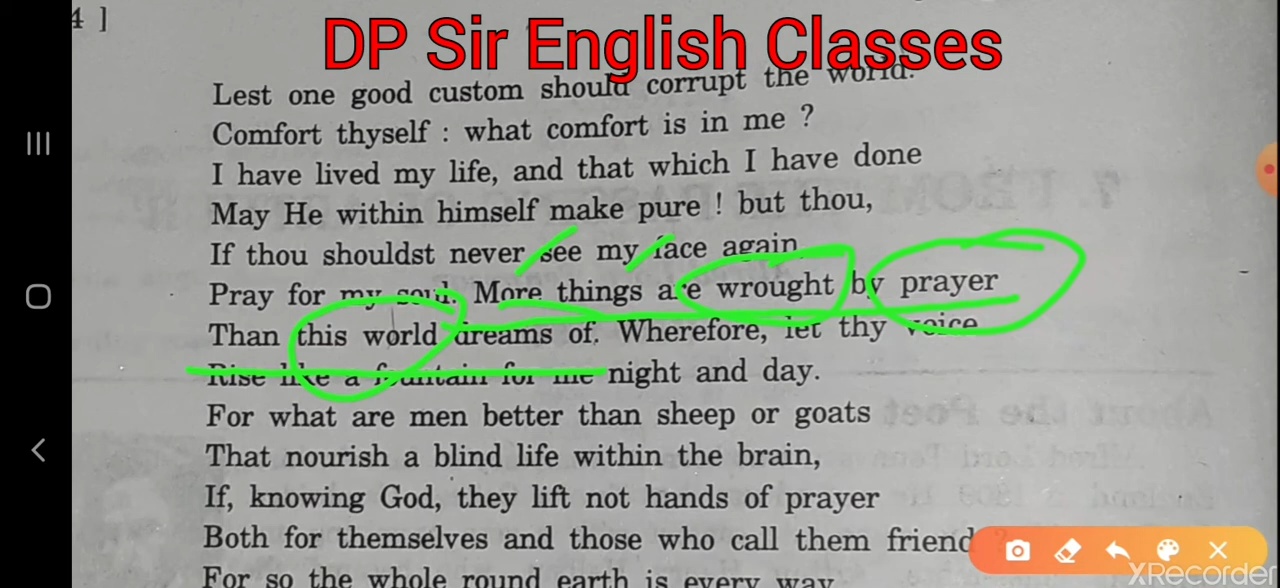 4 ]
DP Sir English Classes
Lest one good custom should corrupt the world.
Comfort thyself : what comfort is in me ?
I have lived my life, and that which I have done
May He within himself make pure ! but thou,
If thou shouldst never see my face again
Pray for my soul. More things are wrought by prayer
Than this world dreams of. Wherefore, let thy voice
Rise like a fountain for me night and day.
For what are men better than sheep or goats
That nourish a blind life within the brain,
If, knowing God, they lift not hands of prayer
Both for themselves and those who call them friend
For so the whole round earth is every way
XRecorder